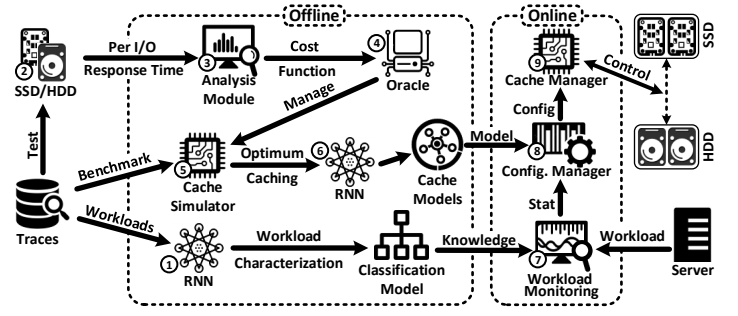 Offline
Online
2
SSD/HDD
Per I/O
Response Time
3
Analysis
Module
Cost
Function
4
Oracle
9
Cache Manager
Control
SSD
HDD
Test
Manage
Config
Benchmark
5
Cache
Simulator
Optimum
Caching
6
RNN
Cache
Models
Model
8
Config. Manager
Stat
Traces
Workloads
1
RNN
Workload
Characterization
Classification
Model
Knowledge
7
Workload
Monitoring
Workload
Server